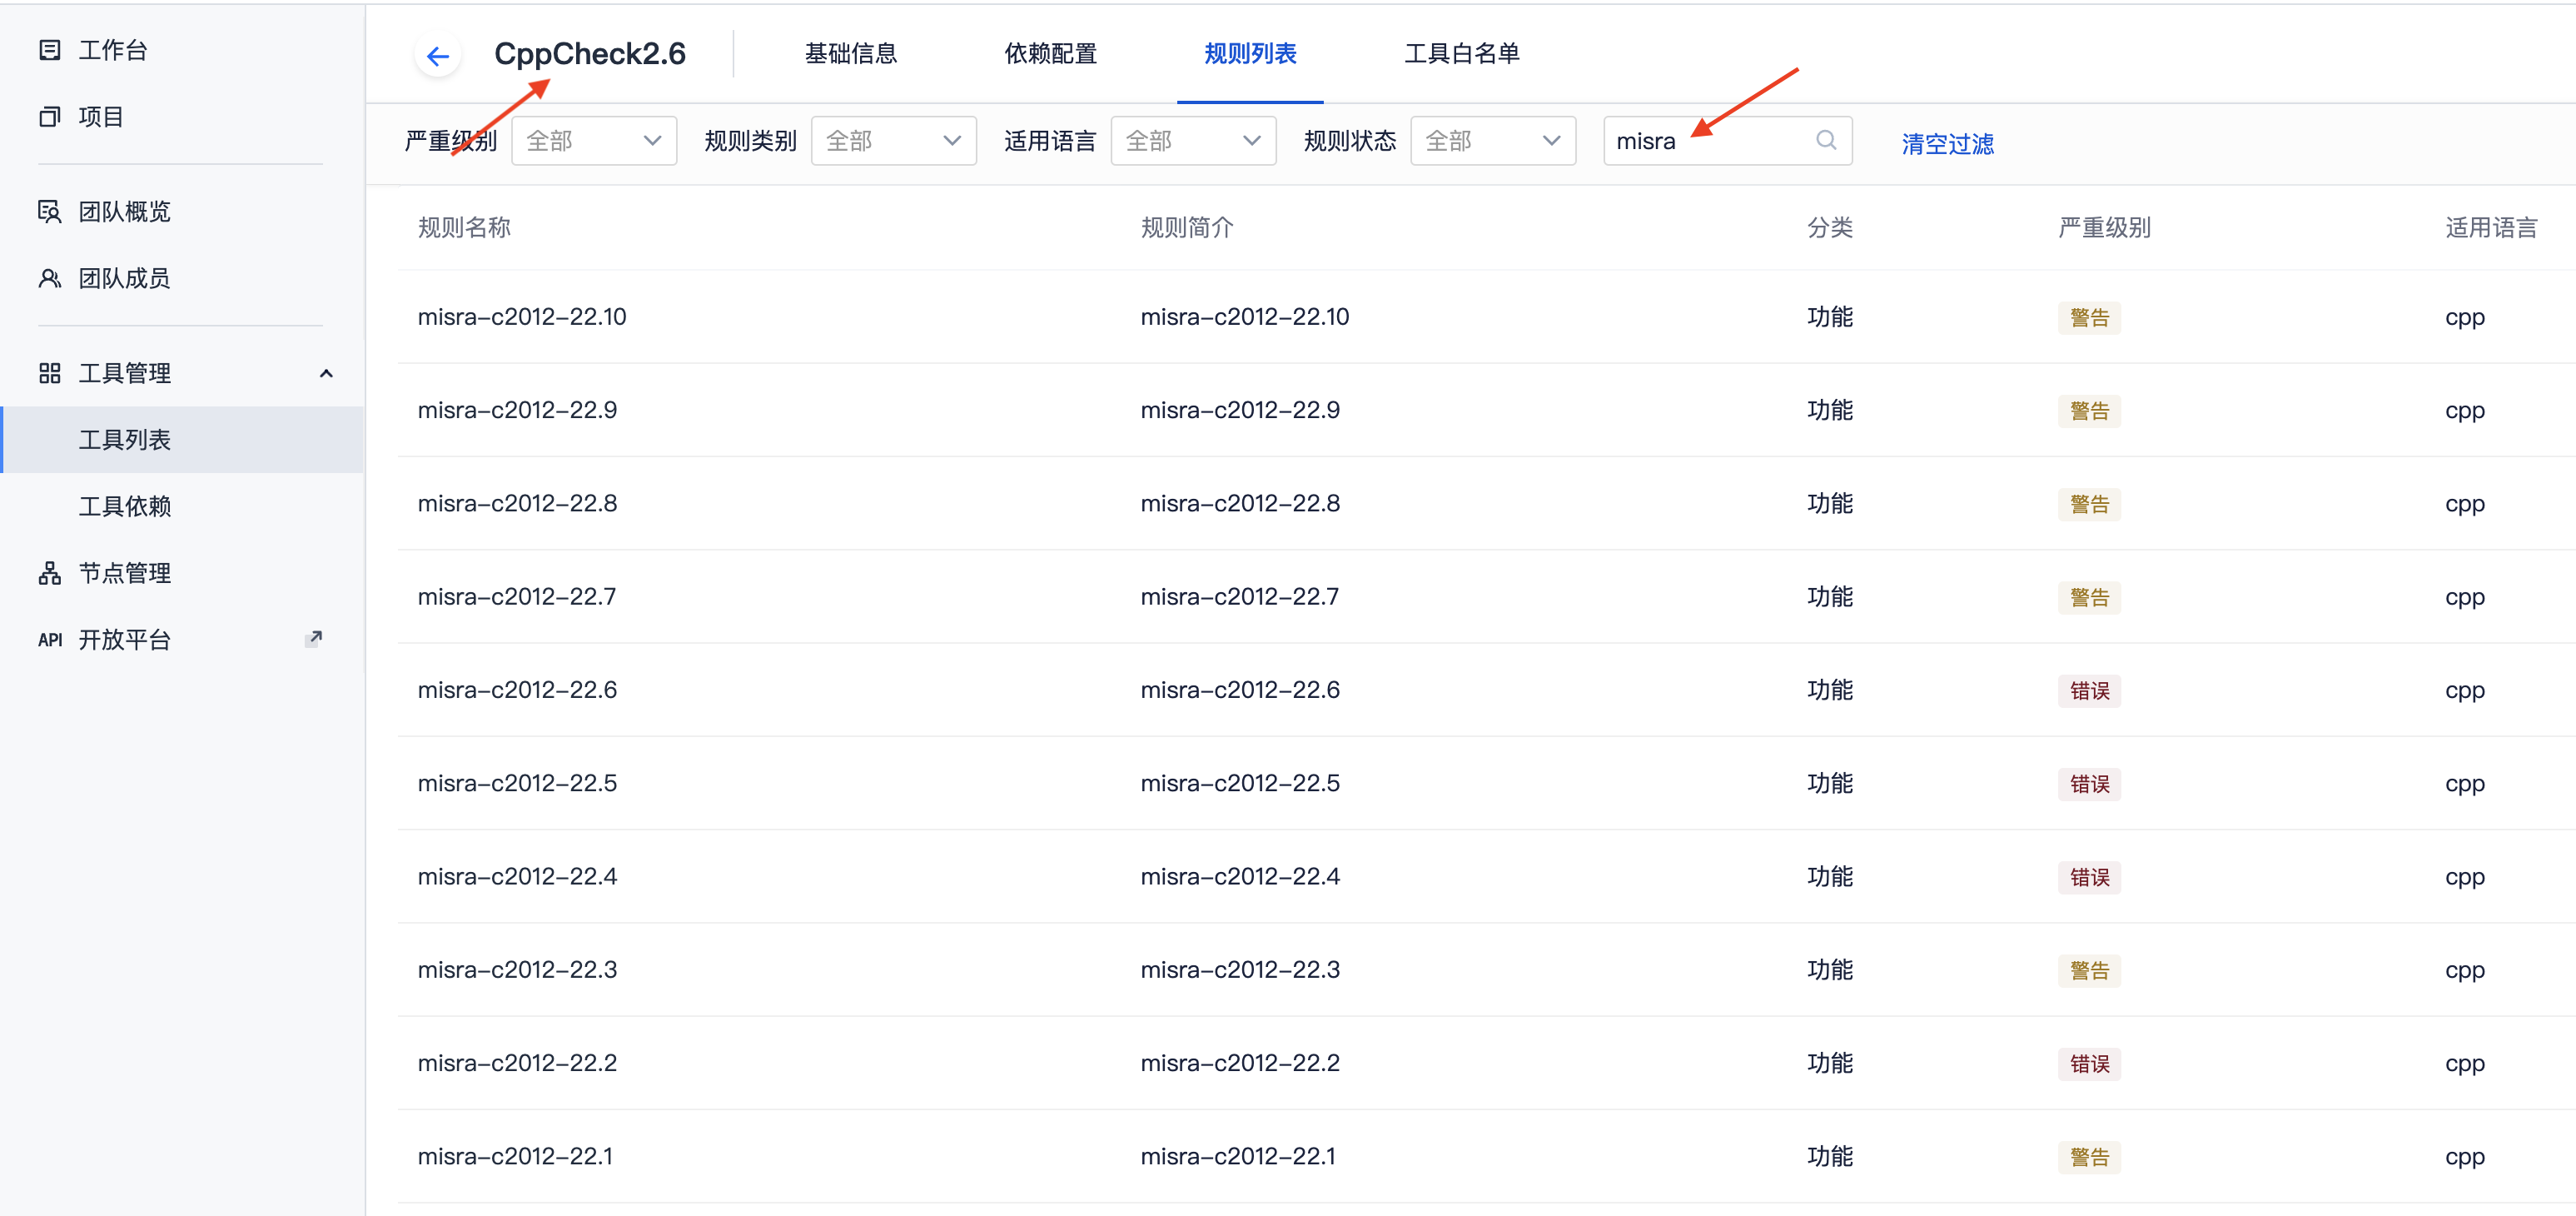 工作台
项目
团队概览
团队成员
工具管理
工具列表
工具依赖
节点管理
API 开放平台
CppCheck2.6 基础信息 依赖配置 规则列表 工具白名单
严重级别 全部 规则类别 全部 适用语言 全部 规则状态 全部 misra 清空过滤
规则名称 规则简介 分类 严重级别 适用语言
misra-c2012-22.10 misra-c2012-22.10 功能 警告 cpp
misra-c2012-22.9 misra-c2012-22.9 功能 警告 cpp
misra-c2012-22.8 misra-c2012-22.8 功能 警告 cpp
misra-c2012-22.7 misra-c2012-22.7 功能 警告 cpp
misra-c2012-22.6 misra-c2012-22.6 功能 错误 cpp
misra-c2012-22.5 misra-c2012-22.5 功能 错误 cpp
misra-c2012-22.4 misra-c2012-22.4 功能 错误 cpp
misra-c2012-22.3 misra-c2012-22.3 功能 警告 cpp
misra-c2012-22.2 misra-c2012-22.2 功能 错误 cpp
misra-c2012-22.1 misra-c2012-22.1 功能 警告 cpp